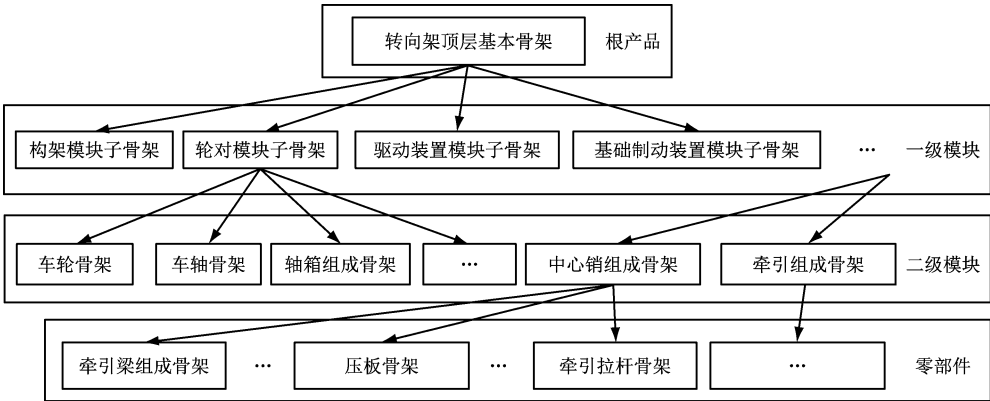 转向架顶层基本骨架 根产品
构架模块子骨架 轮对模块子骨架 驱动装置模块子骨架 基础制动装置模块子骨架 … 一级模块
车轮骨架 车轴骨架 轴箱组成骨架 … 中心销组成骨架 牵引组成骨架 二级模块
牵引梁组成骨架 … 压板骨架 … 牵引拉杆骨架 … 零部件